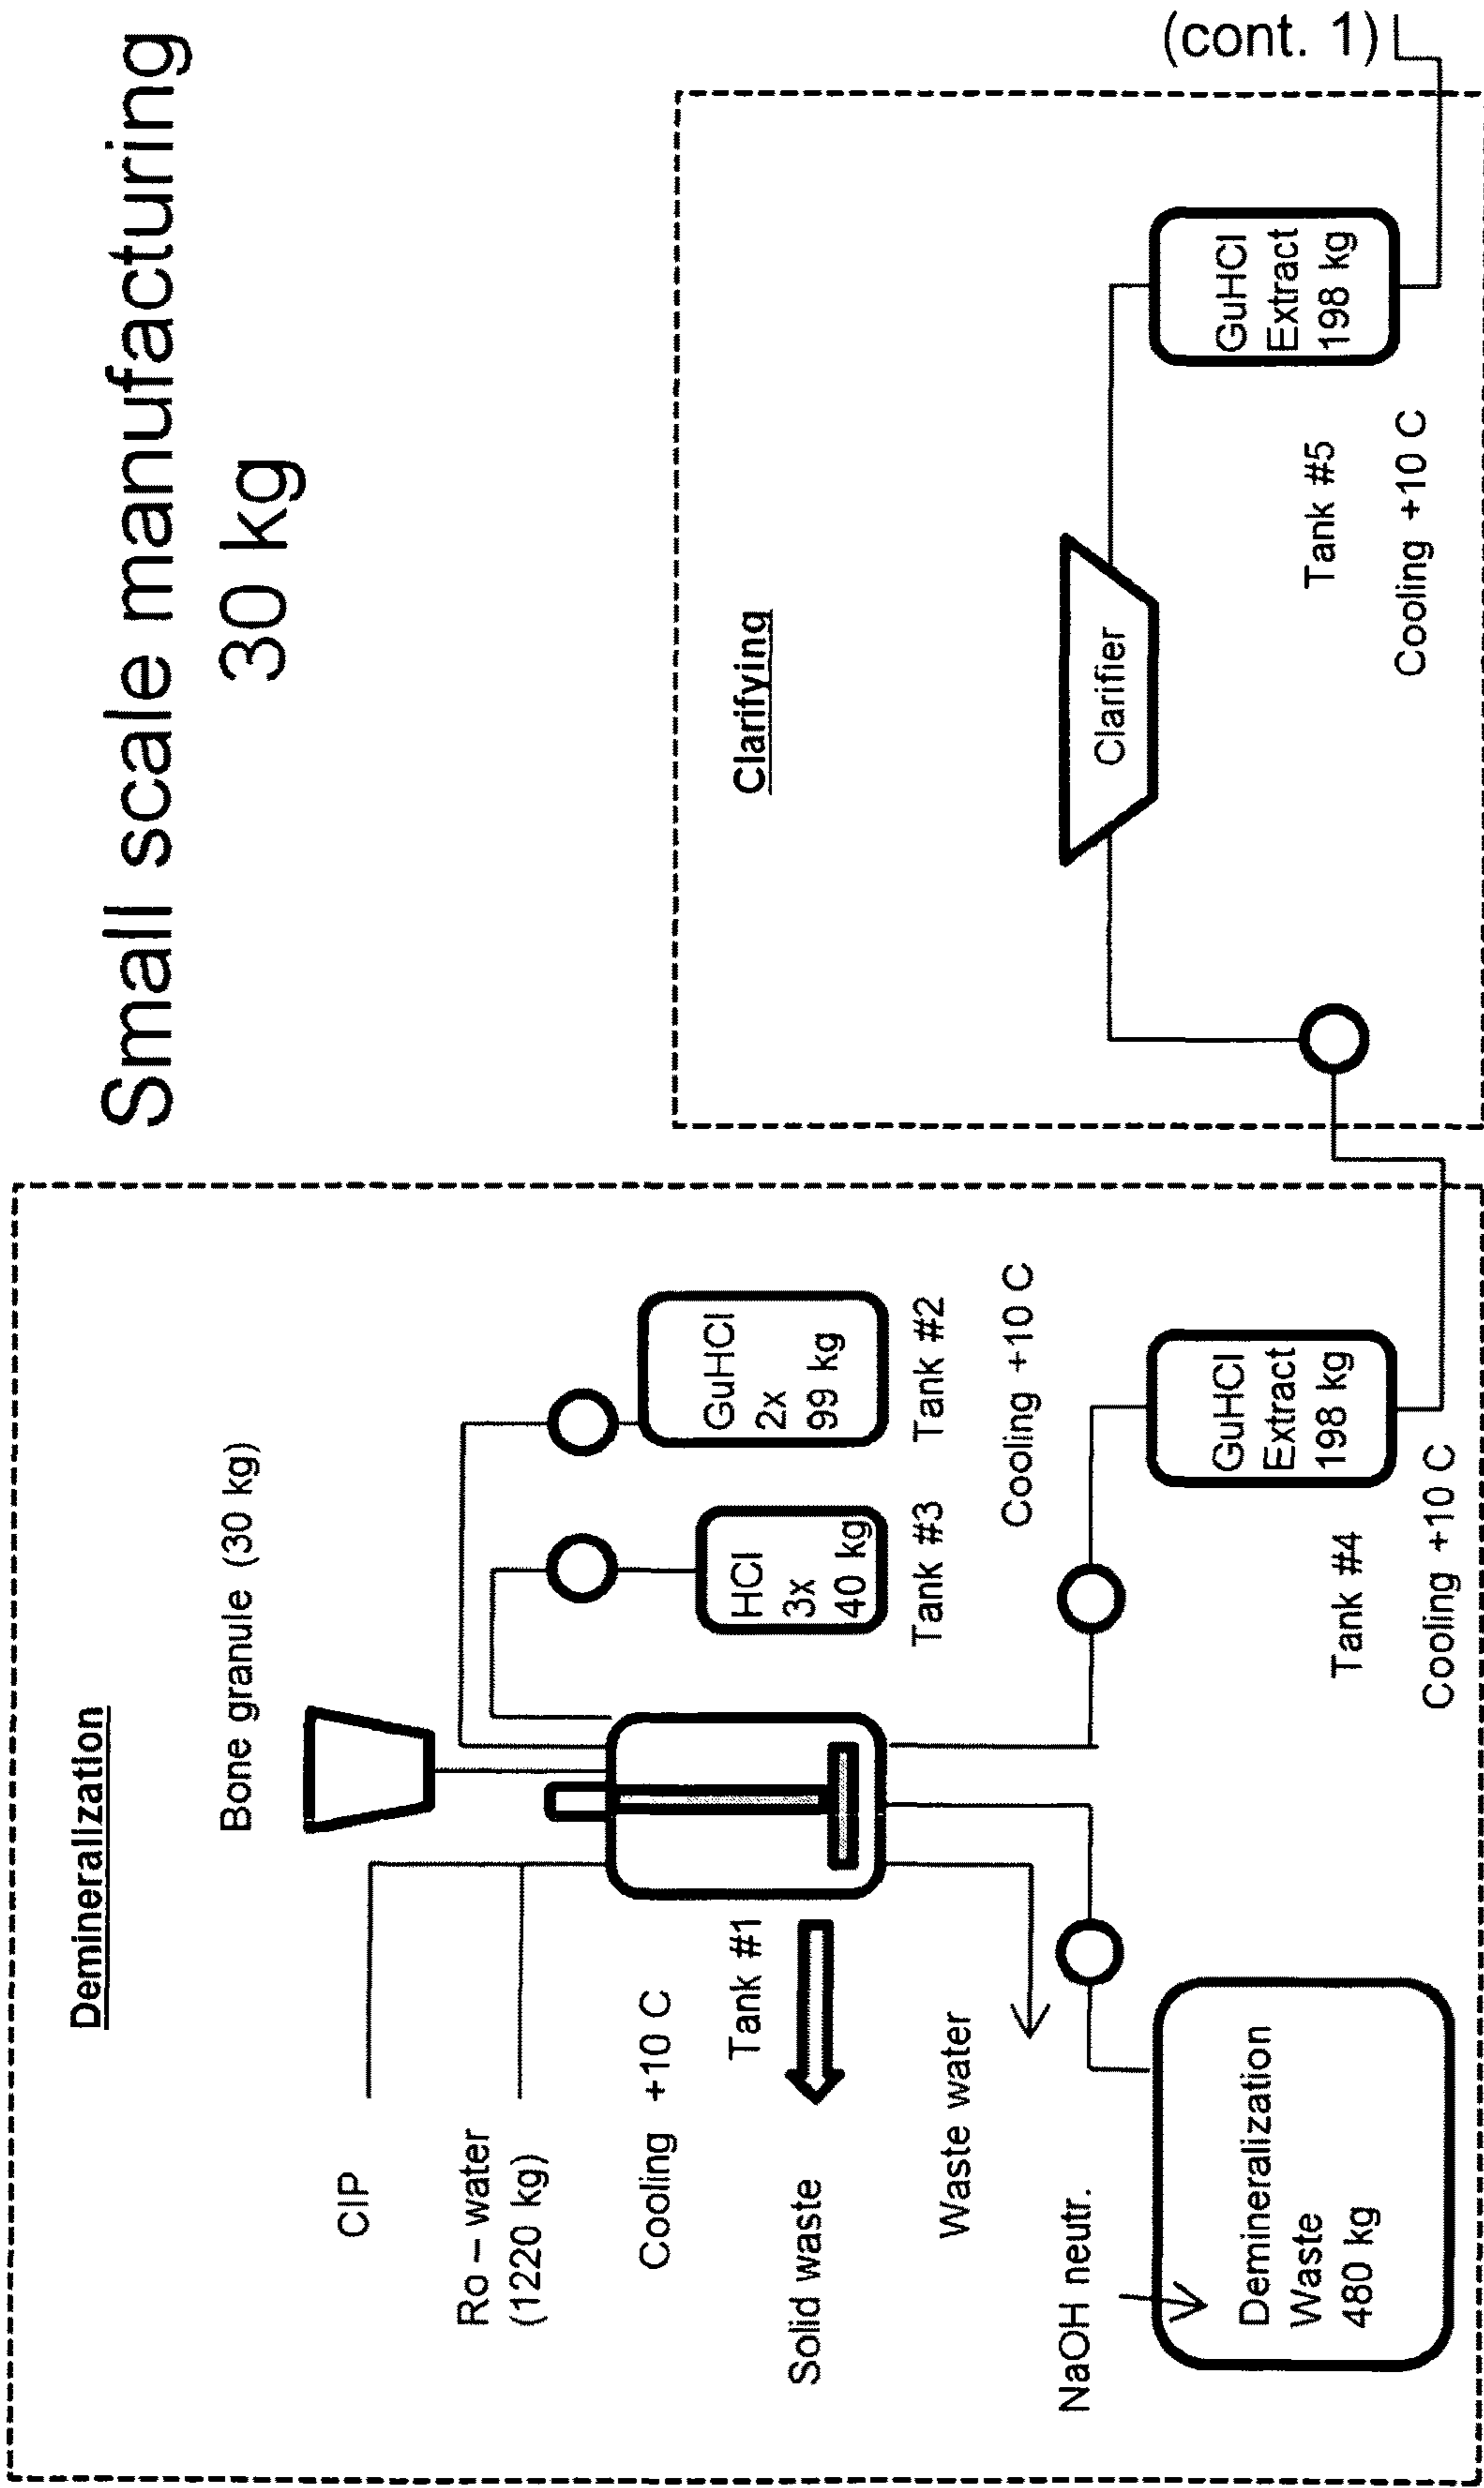 Small scale manufacturing
30 kg
Demineralization
Bone granule (30 kg)
CIP
Ro – water
(1220 kg)
Cooling +10 C
Tank #1
Solid waste
Waste water
NaOH neutr.
Demineralization
Waste
480 kg
HCl
3x
40 kg
Tank #3
GuHCl
2x
99 kg
Tank #2
Cooling +10 C
GuHCl
Extract
198 kg
Tank #4
Cooling +10 C
Clarifying
Clarifier
GuHCl
Extract
198 kg
Tank #5
Cooling +10 C
(cont. 1)